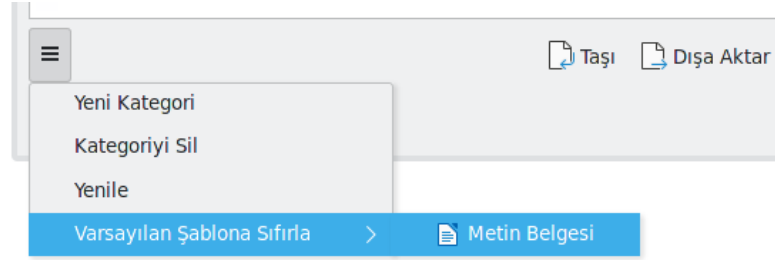 Taşı
Dışa Aktar
Yeni Kategori
Kategoriyi Sil
Yenile
Varsayılan Şablona Sıfırla
Metin Belgesi